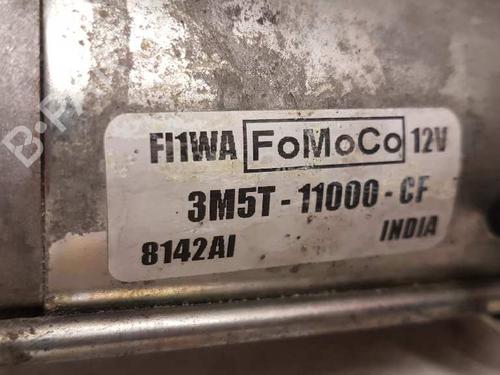 FI1WA FoMoCo 12V
3M5T - 11000 - CF
8142AI INDIA